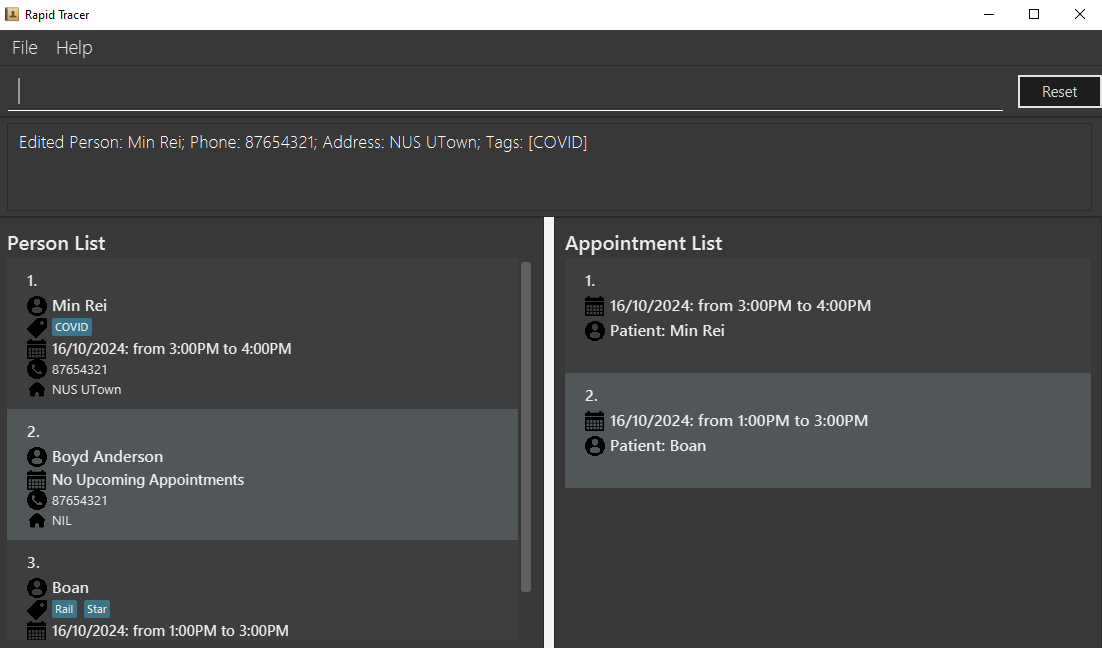 Rapid Tracer
File Help
Reset
Edited Person: Min Rei; Phone: 87654321; Address: NUS UTown; Tags: [COVID]
Person List
1.
Min Rei
COVID
16/10/2024: from 3:00PM to 4:00PM
87654321
NUS UTown
2.
Boyd Anderson
No Upcoming Appointments
87654321
NIL
3.
Boan
Rail Star
16/10/2024: from 1:00PM to 3:00PM
Appointment List
1.
16/10/2024: from 3:00PM to 4:00PM
Patient: Min Rei
2.
16/10/2024: from 1:00PM to 3:00PM
Patient: Boan